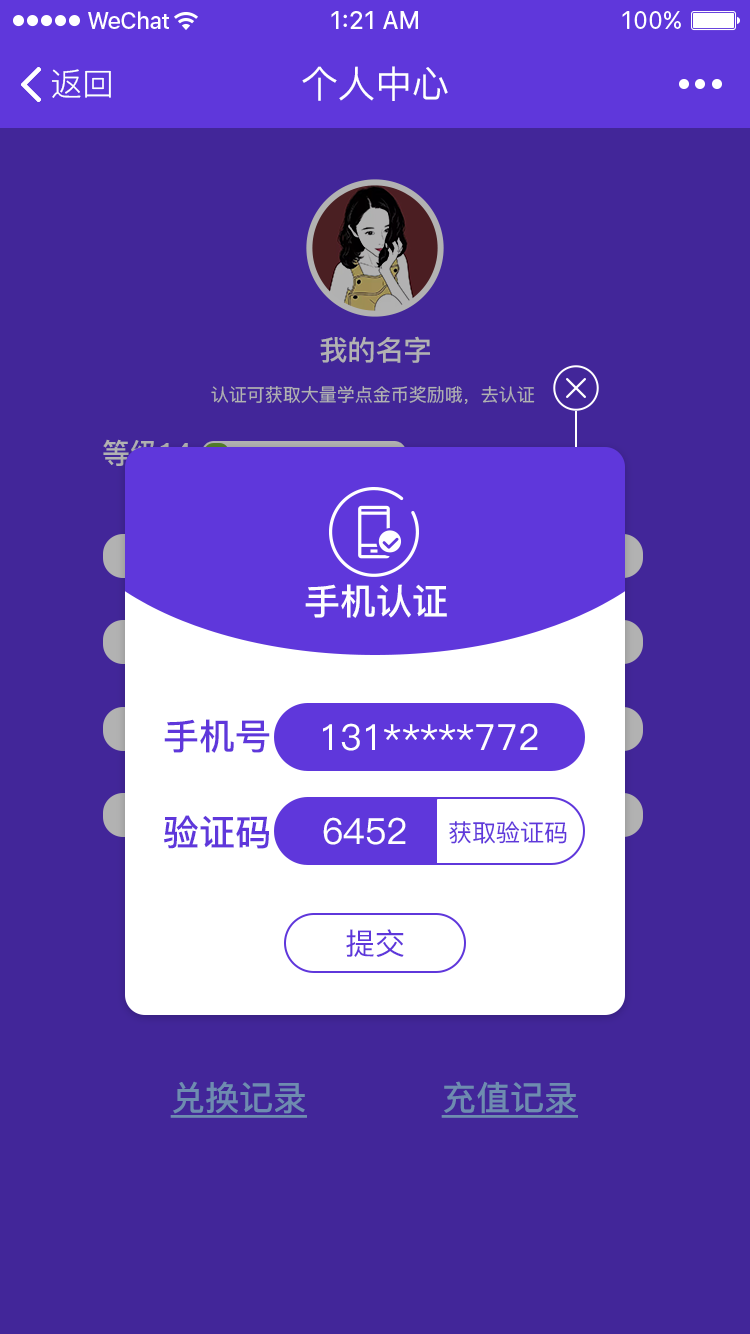 WeChat 1:21 AM 100%
返回 个人中心
我的名字
认证可获取大量学点金币奖励哦，去认证
等级14
手机认证
手机号 131*****772
验证码 6452 获取验证码
提交
兑换记录 充值记录